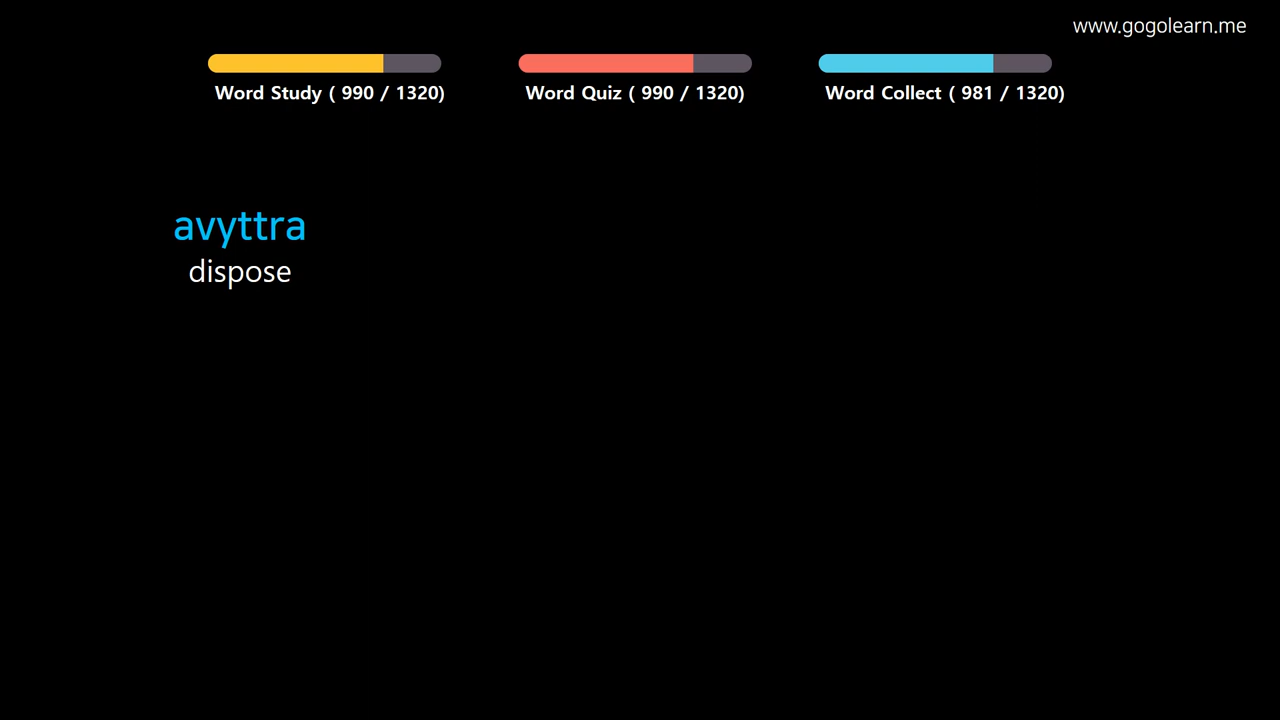 www.gogolearn.me
Word Study ( 990 / 1320)
Word Quiz ( 990 / 1320)
Word Collect ( 981 / 1320)
avyttra
dispose